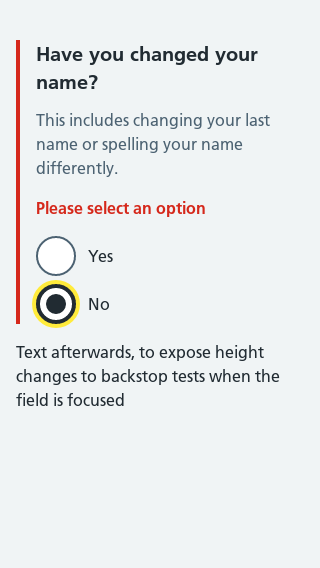 Have you changed your
name?
This includes changing your last
name or spelling your name
differently.
Please select an option
Yes
No
Text afterwards, to expose height
changes to backstop tests when the
field is focused